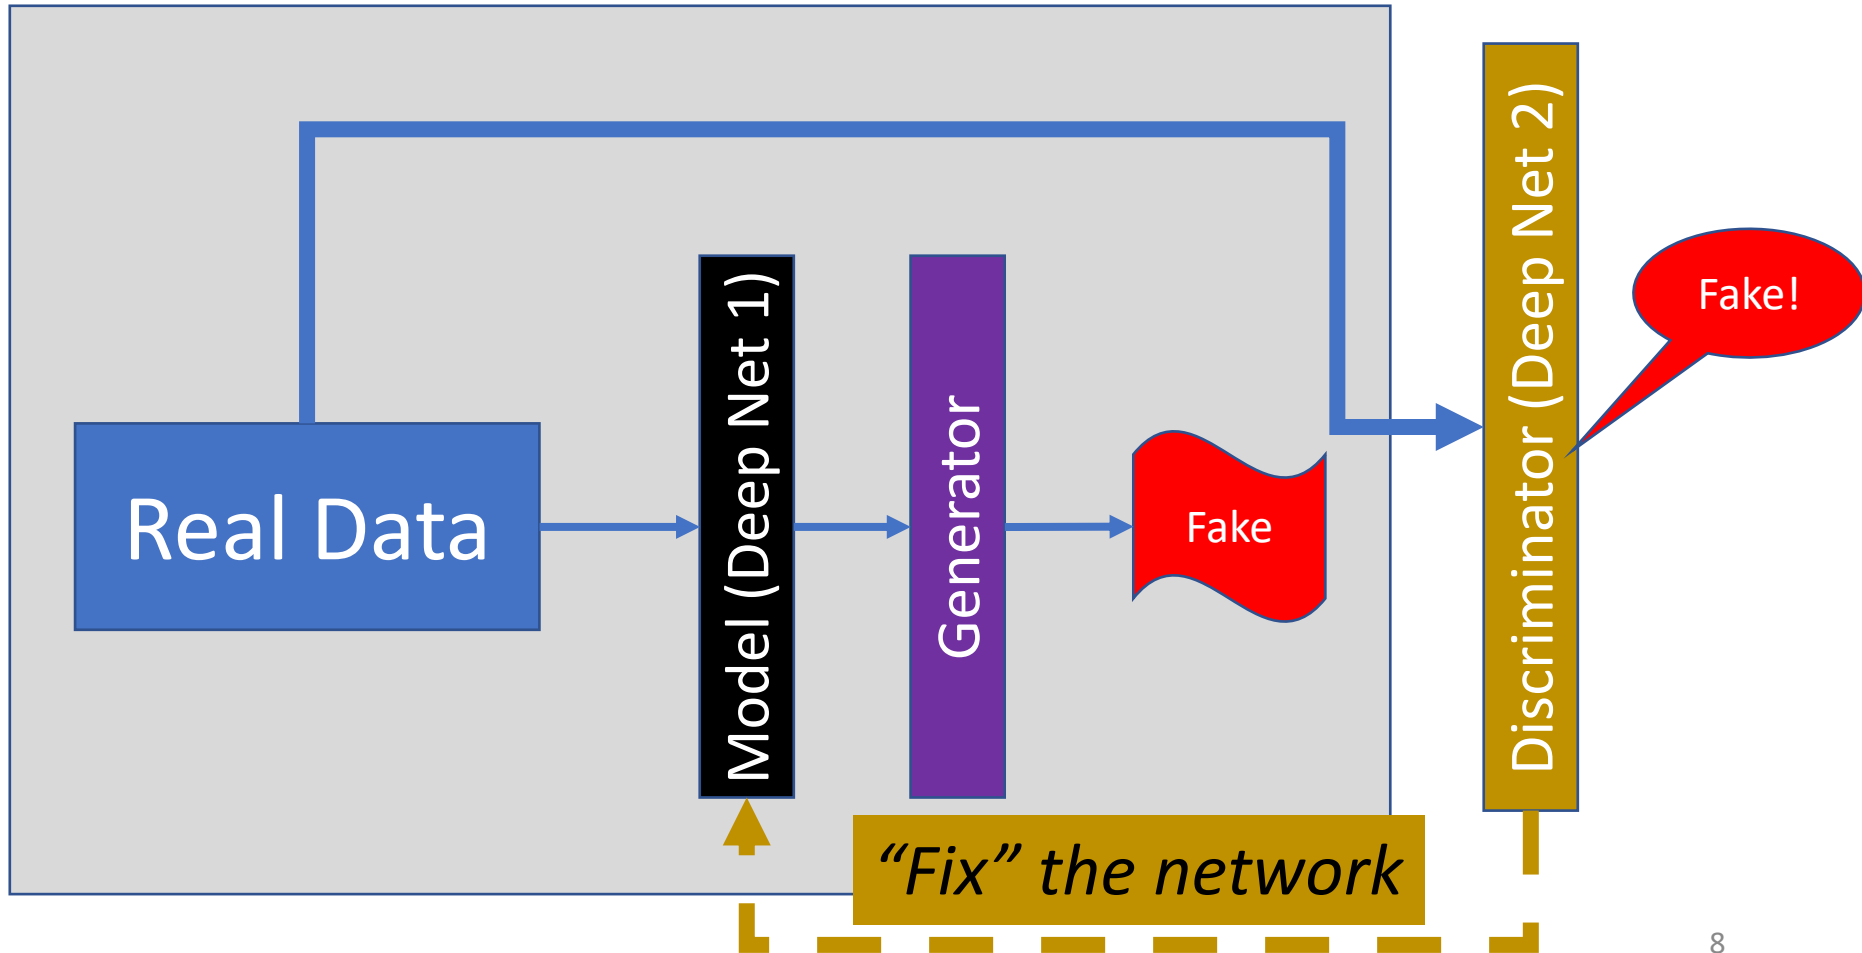 Real Data
Model (Deep Net 1)
Generator
Fake
Discriminator (Deep Net 2)
Fake!
“Fix” the network
8